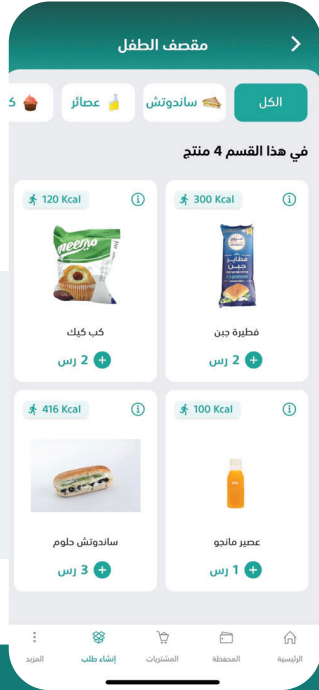 مقصف الطفل
الكل
ساندوتش
عصائر
ك
في هذا القسم 4 منتج
300 Kcal
120 Kcal
فطائر
جبن
فطيرة جبن
كب كيك
2 رس
2 رس
100 Kcal
416 Kcal
عصير مانجو
ساندوتش حلوم
1 رس
3 رس
الرئيسية
المحفظة
المشتريات
إنشاء طلب
المزيد